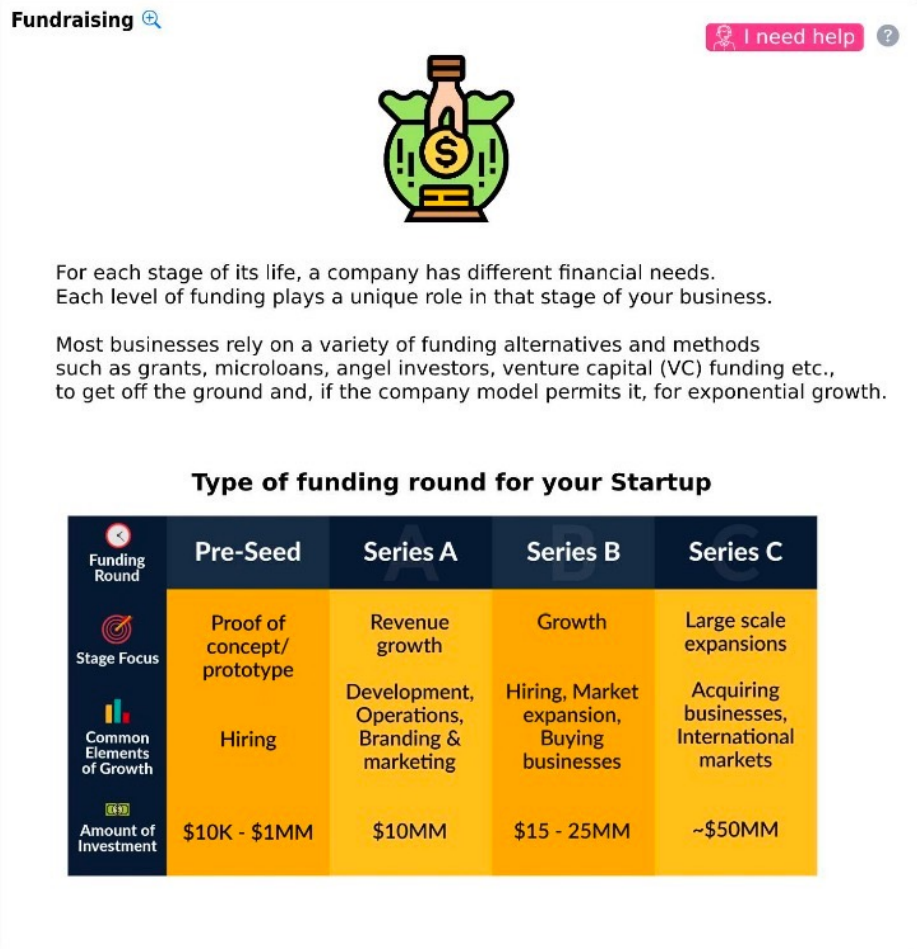 Fundraising
I need help
?
$
For each stage of its life, a company has different financial needs.
Each level of funding plays a unique role in that stage of your business.
Most businesses rely on a variety of funding alternatives and methods
such as grants, microloans, angel investors, venture capital (VC) funding etc.,
to get off the ground and, if the company model permits it, for exponential growth.
Type of funding round for your Startup
Funding
Round
Pre-Seed
A
Series A
B
Series B
C
Series C
Stage Focus
Proof of
concept/
prototype
Revenue
growth
Growth
Large scale
expansions
Common
Elements
of Growth
Hiring
Development,
Operations,
Branding &
marketing
Hiring, Market
expansion,
Buying
businesses
Acquiring
businesses,
International
markets
Amount of
Investment
$10K - $1MM
$10MM
$15 - 25MM
~$50MM